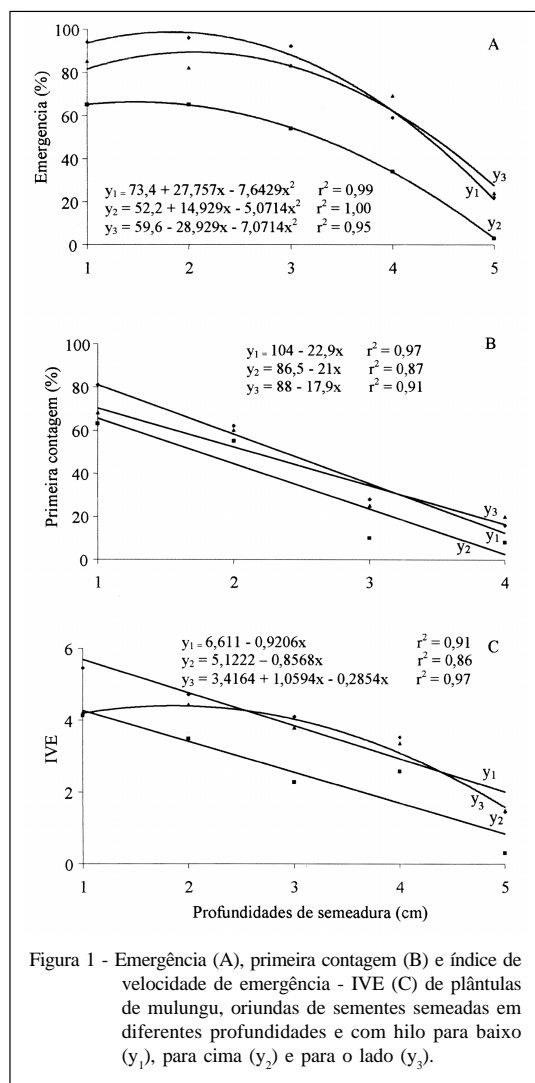 A
Emergência (%)
100
80
60
40
20
0
y1 = 73,4 + 27,757x - 7,6429x² r² = 0,99
y2 = 52,2 + 14,929x - 5,0714x² r² = 1,00
y3 = 59,6 - 28,929x - 7,0714x² r² = 0,95
y3
y1
y2
1 2 3 4 5
B
Primeira contagem (%)
100
80
60
40
20
0
y1 = 104 - 22,9x r² = 0,97
y2 = 86,5 - 21x r² = 0,87
y3 = 88 - 17,9x r² = 0,91
y3
y1
y2
1 2 3 4
C
IVE
6
4
2
0
y1 = 6,611 - 0,9206x r² = 0,91
y2 = 5,1222 – 0,8568x r² = 0,86
y3 = 3,4164 + 1,0594x - 0,2854x r² = 0,97
y1
y3
y2
1 2 3 4 5
Profundidades de semeadura (cm)
Figura 1 - Emergência (A), primeira contagem (B) e índice de
velocidade de emergência - IVE (C) de plântulas
de mulungu, oriundas de sementes semeadas em
diferentes profundidades e com hilo para baixo
(y1), para cima (y2) e para o lado (y3).